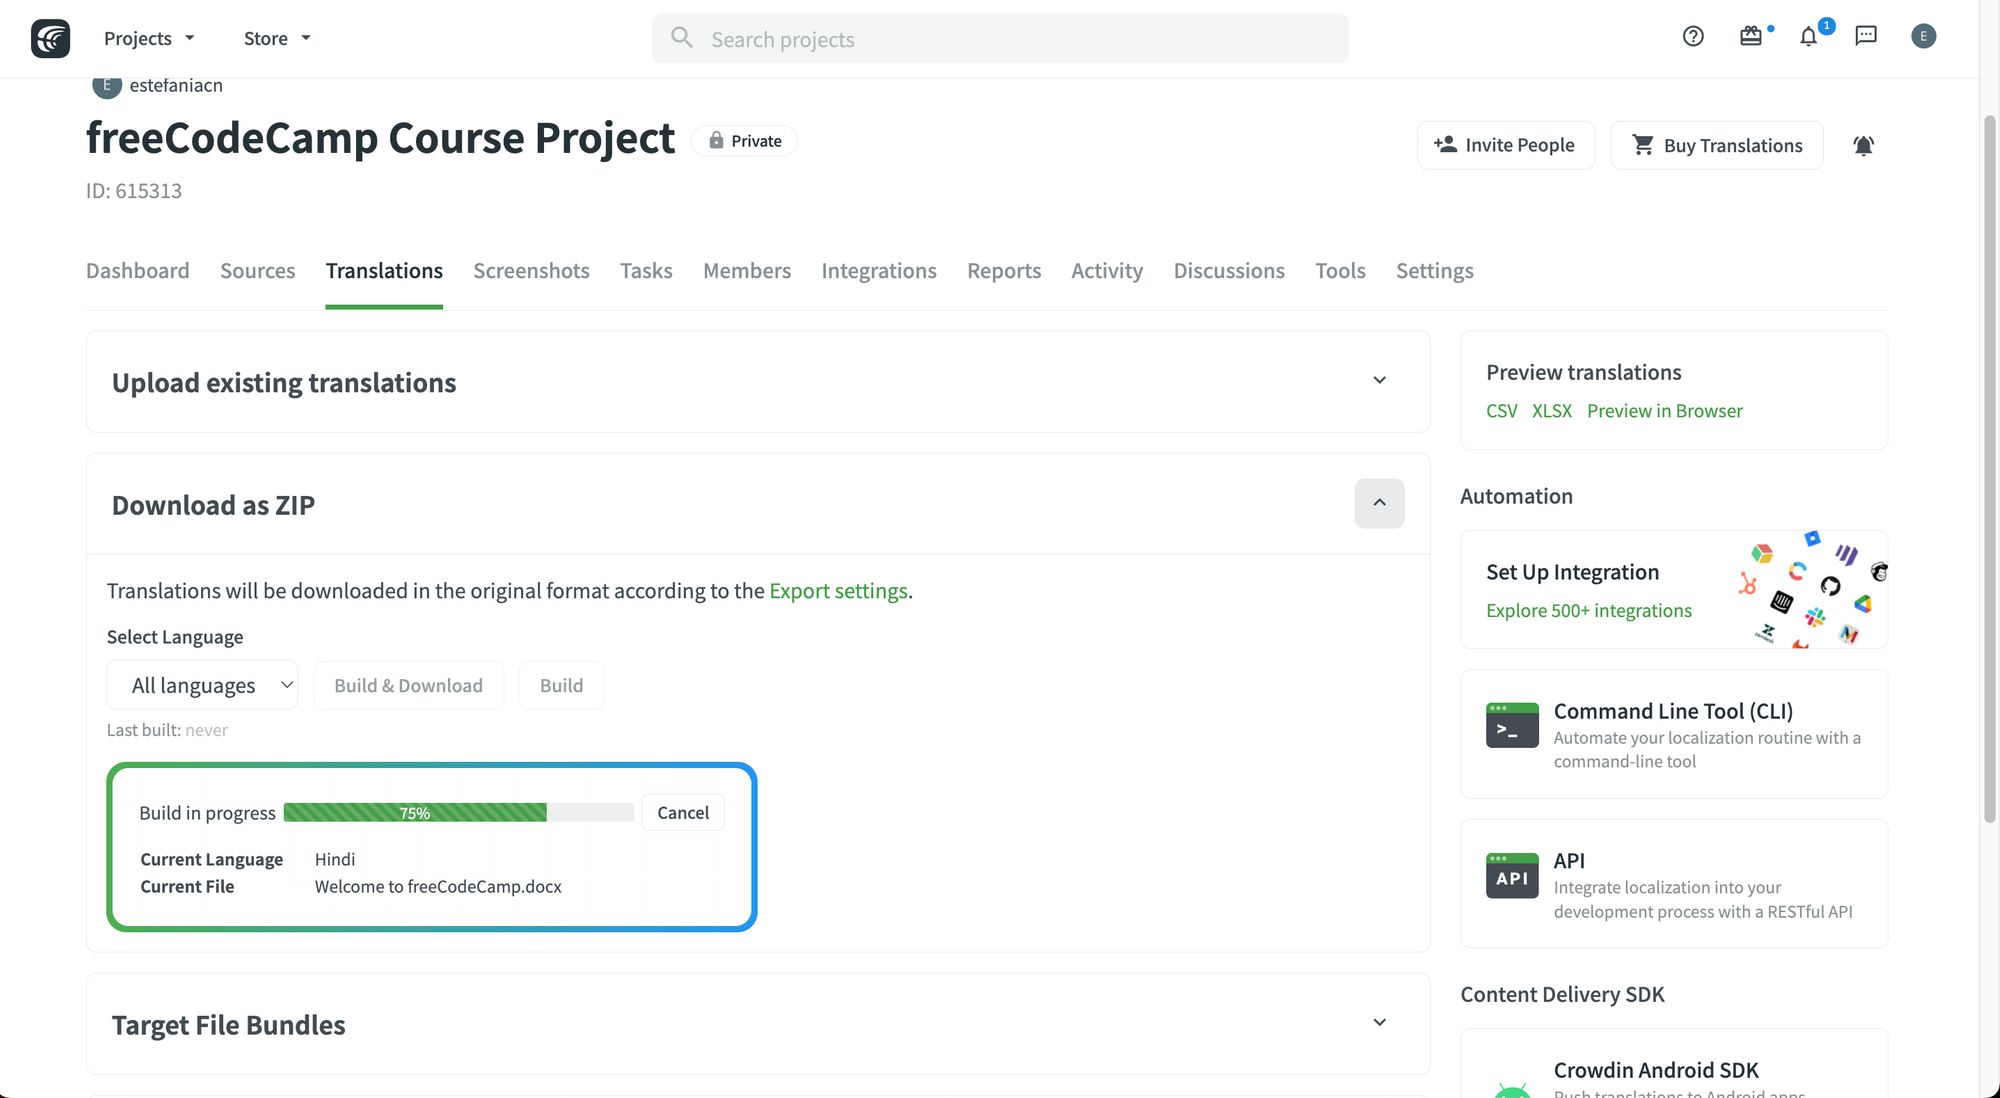 Projects
Store
Search projects
1
E
E
estefaniacn
freeCodeCamp Course Project
Private
Invite People
Buy Translations
ID: 615313
Dashboard
Sources
Translations
Screenshots
Tasks
Members
Integrations
Reports
Activity
Discussions
Tools
Settings
Upload existing translations
Download as ZIP
Translations will be downloaded in the original format according to the Export settings.
Select Language
All languages
Build & Download
Build
Last built: never
Build in progress
75%
Cancel
Current Language Hindi
Current File Welcome to freeCodeCamp.docx
Target File Bundles
Preview translations
CSV XLSX Preview in Browser
Automation
Set Up Integration
Explore 500+ integrations
>_
Command Line Tool (CLI)
Automate your localization routine with a
command-line tool
API
API
Integrate localization into your
development process with a RESTful API
Content Delivery SDK
Crowdin Android SDK
Push translations to Android apps